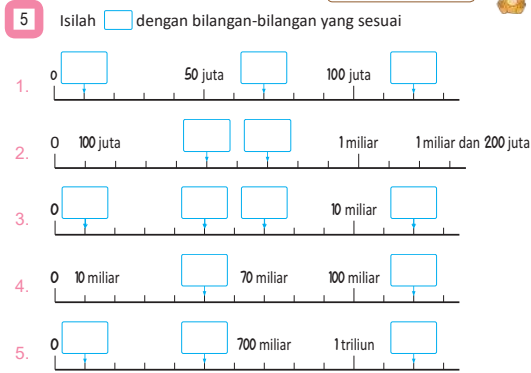 5 Isilah dengan bilangan-bilangan yang sesuai
1. 0 50 juta 100 juta
2. 0 100 juta 1 miliar 1 miliar dan 200 juta
3. 0 10 miliar
4. 0 10 miliar 70 miliar 100 miliar
5. 0 700 miliar 1 triliun